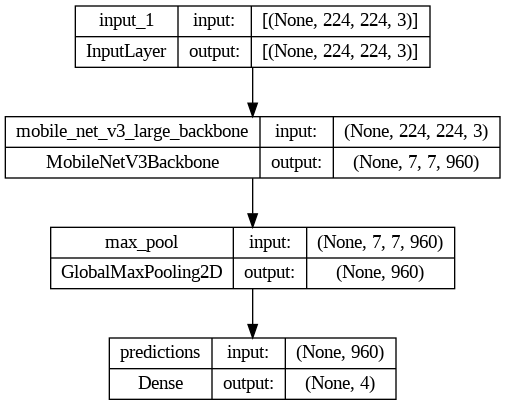 input_1 input: [(None, 224, 224, 3)]
InputLayer output: [(None, 224, 224, 3)]
mobile_net_v3_large_backbone input: (None, 224, 224, 3)
MobileNetV3Backbone output: (None, 7, 7, 960)
max_pool input: (None, 7, 7, 960)
GlobalMaxPooling2D output: (None, 960)
predictions input: (None, 960)
Dense output: (None, 4)